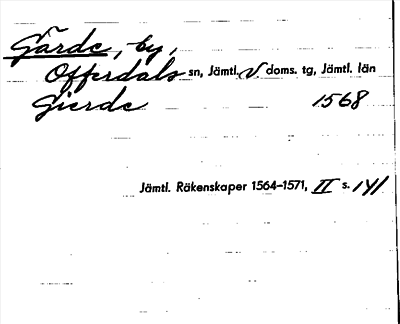 Gärde, by,
Offerdals sn, Jämtl. V doms. tg, Jämtl. län
Gierde 1568
Jämtl. Räkenskaper 1564–1571, II s. 141